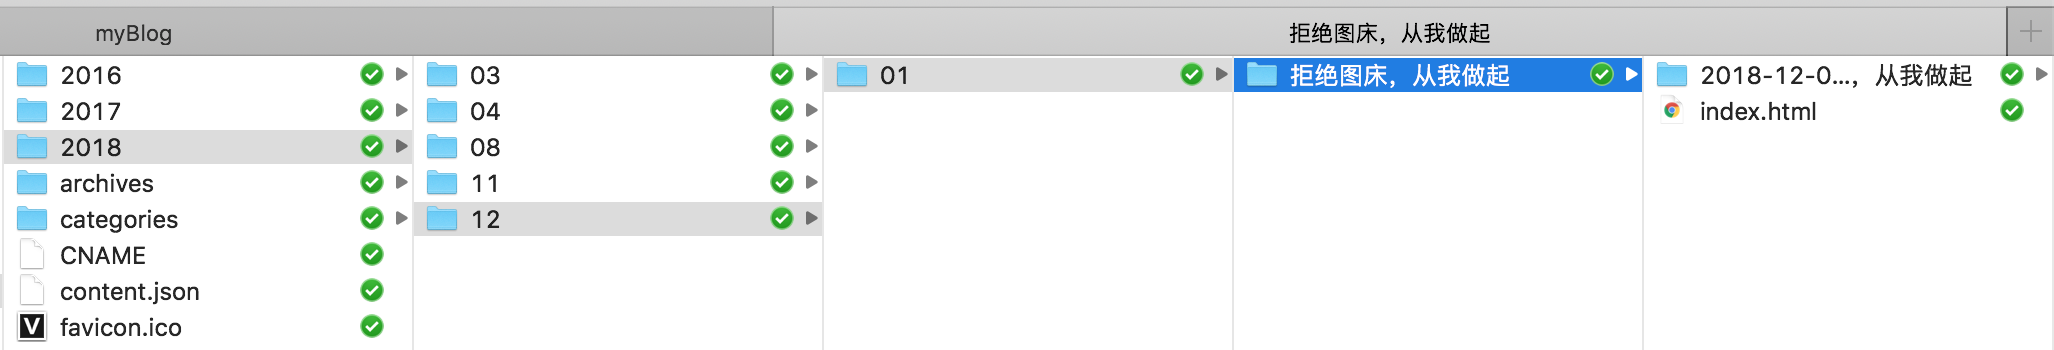 myBlog
拒绝图床，从我做起
2016
2017
2018
archives
categories
CNAME
content.json
favicon.ico
03
04
08
11
12
01
拒绝图床，从我做起
2018-12-0...，从我做起
index.html